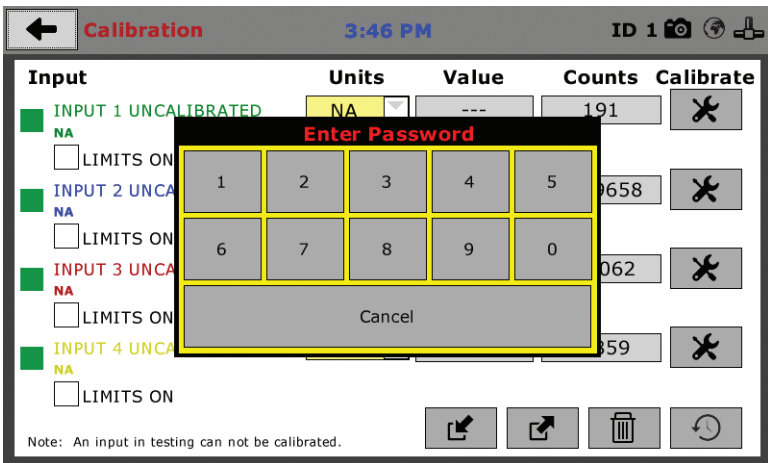 Calibration 3:46 PM ID 1
Input Units Value Counts Calibrate
INPUT 1 UNCALIBRATED NA --- 191
NA
Enter Password
LIMITS ON
1 2 3 4 5
INPUT 2 UNCA 9658
NA
LIMITS ON
6 7 8 9 0
INPUT 3 UNCA 062
NA
LIMITS ON
Cancel
INPUT 4 UNCA 359
NA
LIMITS ON
Note: An input in testing can not be calibrated.